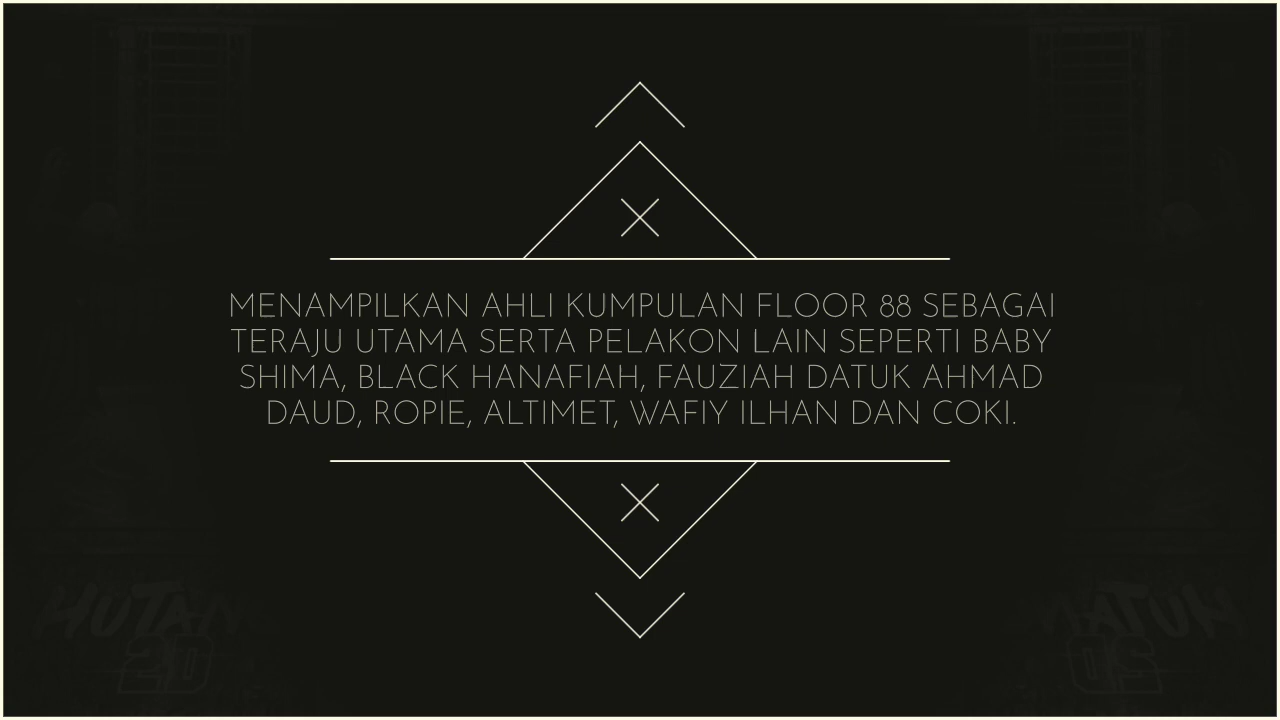 MENAMPILKAN AHLI KUMPULAN FLOOR 88 SEBAGAI
TERAJU UTAMA SERTA PELAKON LAIN SEPERTI BABY
SHIMA, BLACK HANAFIAH, FAUZIAH DATUK AHMAD
DAUD, ROPIE, ALTIMET, WAFIY ILHAN DAN COKI.